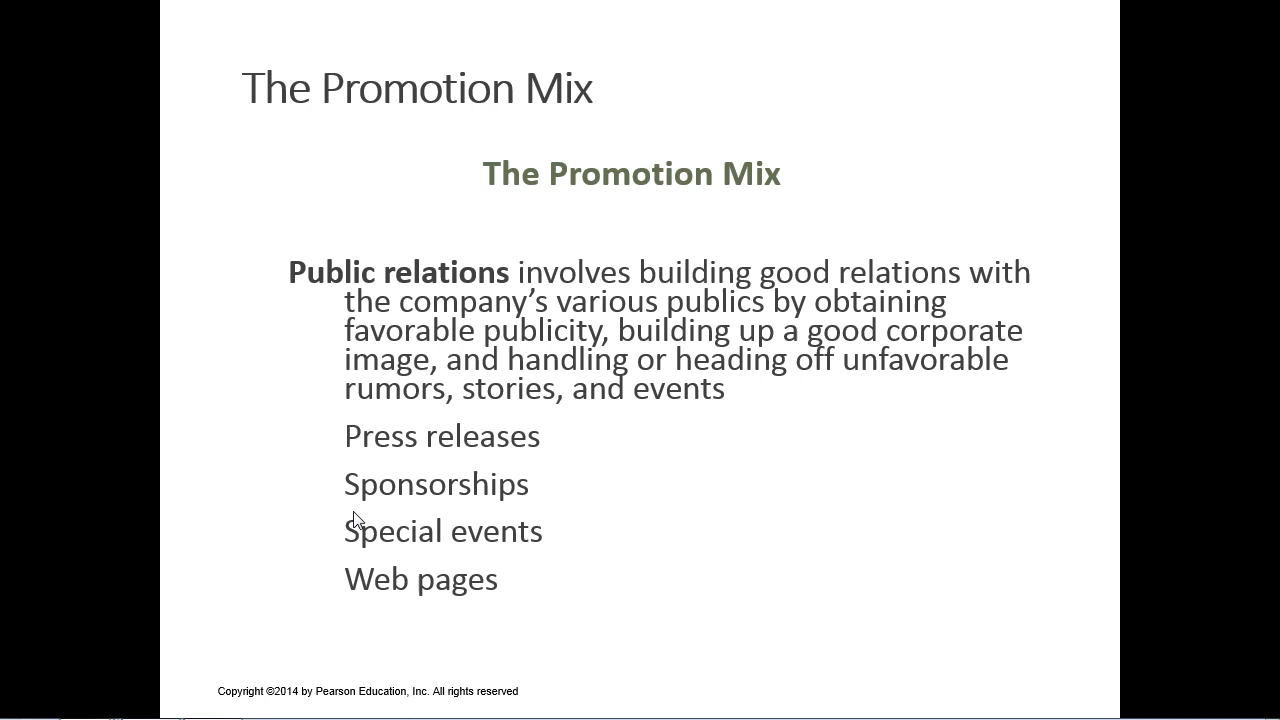 The Promotion Mix
The Promotion Mix
Public relations involves building good relations with
the company’s various publics by obtaining
favorable publicity, building up a good corporate
image, and handling or heading off unfavorable
rumors, stories, and events
Press releases
Sponsorships
Special events
Web pages
Copyright ©2014 by Pearson Education, Inc. All rights reserved